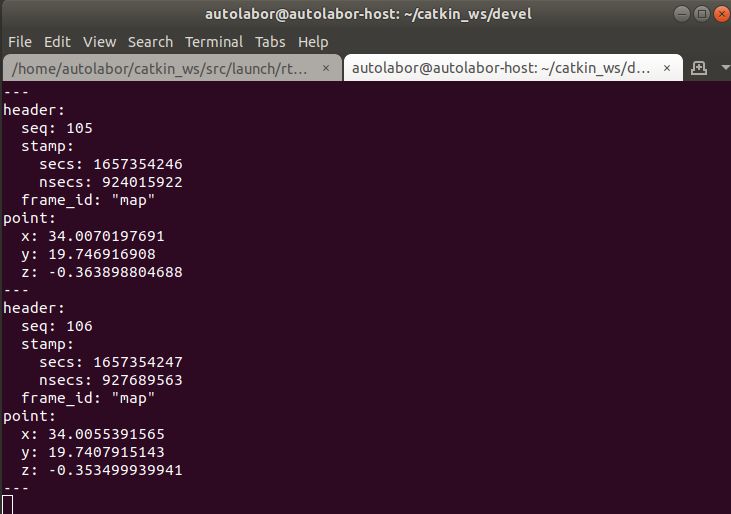 autolabor@autolabor-host: ~/catkin_ws/devel
File Edit View Search Terminal Tabs Help
/home/autolabor/catkin_ws/src/launch/rt... × autolabor@autolabor-host: ~/catkin_ws/d... ×
---
header:
  seq: 105
  stamp:
    secs: 1657354246
    nsecs: 924015922
  frame_id: "map"
point:
  x: 34.0070197691
  y: 19.746916908
  z: -0.363898804688
---
header:
  seq: 106
  stamp:
    secs: 1657354247
    nsecs: 927689563
  frame_id: "map"
point:
  x: 34.0055391565
  y: 19.7407915143
  z: -0.353499939941
---